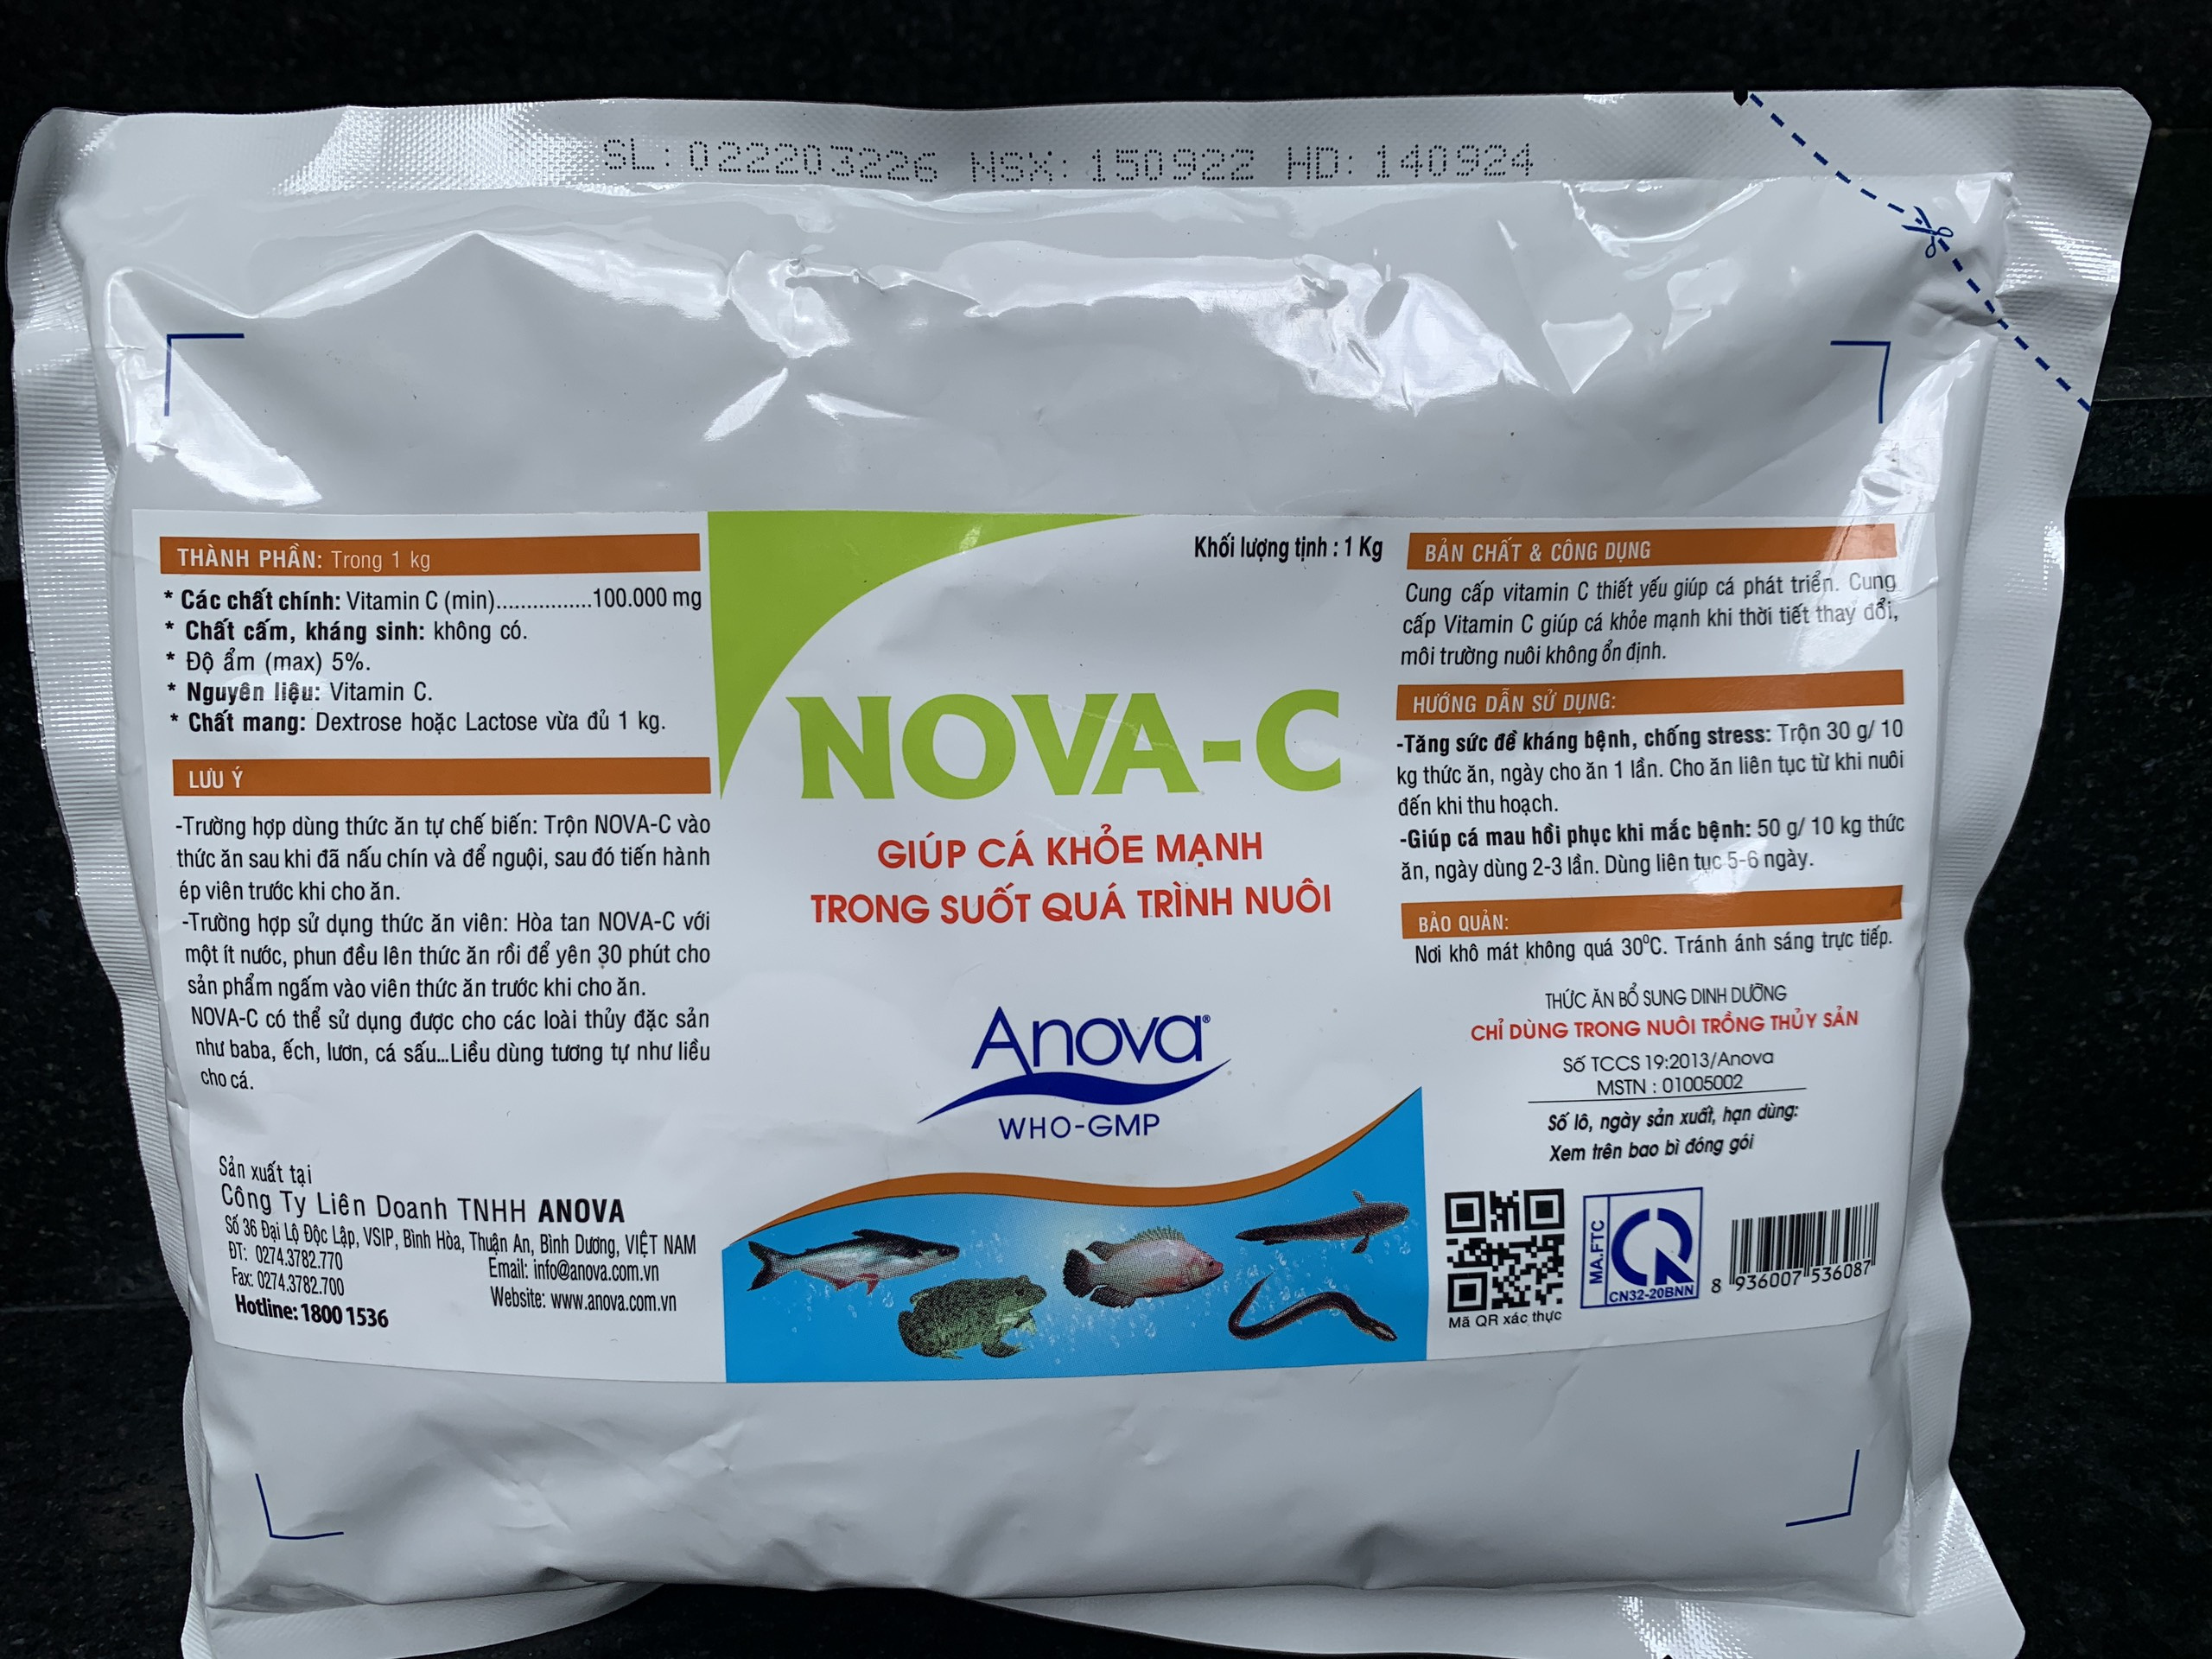 SL: 022203226 NSX: 150922 HD: 140924
THÀNH PHẦN: Trong 1 kg
* Các chất chính: Vitamin C (min)................100.000 mg
* Chất cấm, kháng sinh: không có.
* Độ ẩm (max) 5%.
* Nguyên liệu: Vitamin C.
* Chất mang: Dextrose hoặc Lactose vừa đủ 1 kg.
LƯU Ý
-Trường hợp dùng thức ăn tự chế biến: Trộn NOVA-C vào
thức ăn sau khi đã nấu chín và để nguội, sau đó tiến hành
ép viên trước khi cho ăn.
-Trường hợp sử dụng thức ăn viên: Hòa tan NOVA-C với
một ít nước, phun đều lên thức ăn rồi để yên 30 phút cho
sản phẩm ngấm vào viên thức ăn trước khi cho ăn.
NOVA-C có thể sử dụng được cho các loài thủy đặc sản
như baba, ếch, lươn, cá sấu...Liều dùng tương tự như liều
cho cá.
Sản xuất tại
Công Ty Liên Doanh TNHH ANOVA
Số 36 Đại Lộ Độc Lập, VSIP, Bình Hòa, Thuận An, Bình Dương, VIỆT NAM
ĐT: 0274.3782.770
Email: info@anova.com.vn
Fax: 0274.3782.700
Website: www.anova.com.vn
Hotline: 1800 1536
Khối lượng tịnh : 1 Kg
NOVA-C
GIÚP CÁ KHỎE MẠNH
TRONG SUỐT QUÁ TRÌNH NUÔI
Anova®
WHO-GMP
BẢN CHẤT & CÔNG DỤNG
Cung cấp vitamin C thiết yếu giúp cá phát triển. Cung
cấp Vitamin C giúp cá khỏe mạnh khi thời tiết thay đổi,
môi trường nuôi không ổn định.
HƯỚNG DẪN SỬ DỤNG:
-Tăng sức đề kháng bệnh, chống stress: Trộn 30 g/ 10
kg thức ăn, ngày cho ăn 1 lần. Cho ăn liên tục từ khi nuôi
đến khi thu hoạch.
-Giúp cá mau hồi phục khi mắc bệnh: 50 g/ 10 kg thức
ăn, ngày dùng 2-3 lần. Dùng liên tục 5-6 ngày.
BẢO QUẢN:
Nơi khô mát không quá 30⁰C. Tránh ánh sáng trực tiếp.
THỨC ĂN BỔ SUNG DINH DƯỠNG
CHỈ DÙNG TRONG NUÔI TRỒNG THỦY SẢN
Số TCCS 19:2013/Anova
MSTN : 01005002
Số lô, ngày sản xuất, hạn dùng:
Xem trên bao bì đóng gói
Mã QR xác thực
MA.FTC
CN32-20BNN
8 936007 536087